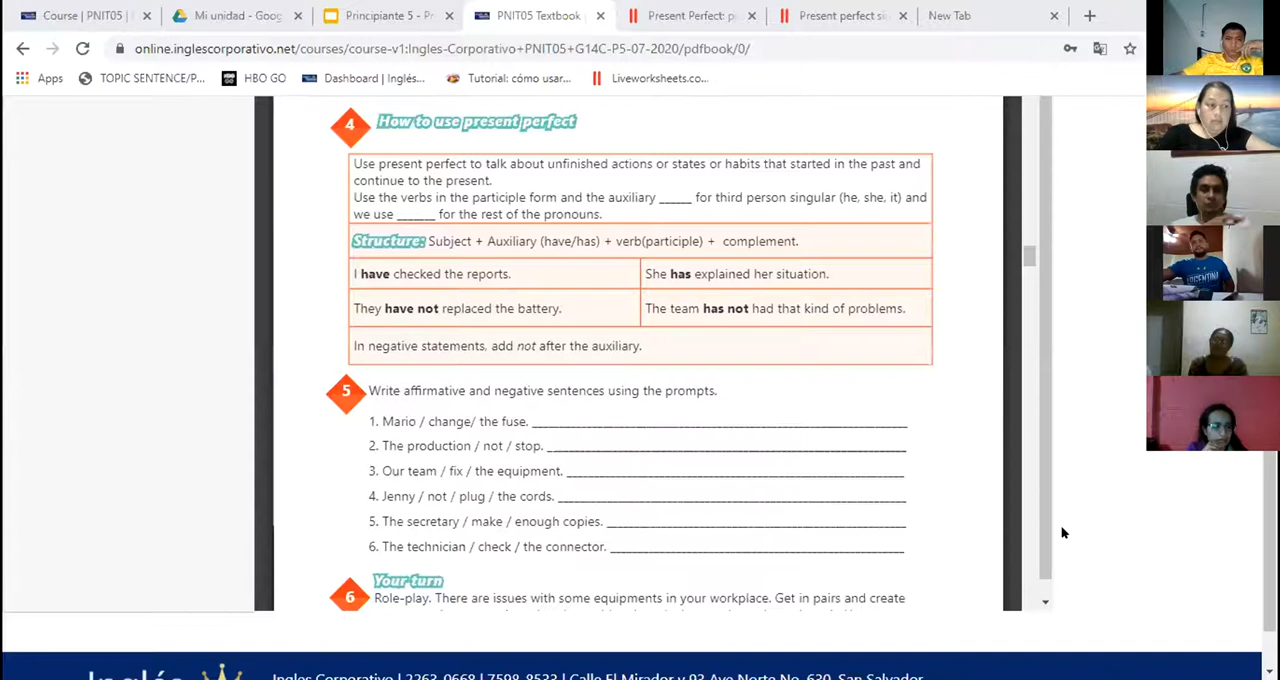 Course | PNIT05 |
Mi unidad - Goog
Principiante 5 - Pr
PNIT05 Textbook
Present Perfect: p
Present perfect si
New Tab
online.inglescorporativo.net/courses/course-v1:Ingles-Corporativo+PNIT05+G14C-P5-07-2020/pdfbook/0/
Apps
TOPIC SENTENCE/P...
HBO GO
Dashboard | Inglés...
Tutorial: cómo usar...
Liveworksheets.co...
4 How to use present perfect
Use present perfect to talk about unfinished actions or states or habits that started in the past and
continue to the present.
Use the verbs in the participle form and the auxiliary ______ for third person singular (he, she, it) and
we use _______ for the rest of the pronouns.
Structure: Subject + Auxiliary (have/has) + verb(participle) + complement.
I have checked the reports.
She has explained her situation.
They have not replaced the battery.
The team has not had that kind of problems.
In negative statements, add not after the auxiliary.
5 Write affirmative and negative sentences using the prompts.
1. Mario / change/ the fuse.
2. The production / not / stop.
3. Our team / fix / the equipment.
4. Jenny / not / plug / the cords.
5. The secretary / make / enough copies.
6. The technician / check / the connector.
6 Your turn
Role-play. There are issues with some equipments in your workplace. Get in pairs and create
Inglés
Ingles Corporativo | 2263-0668 | 7598-8533 | Calle El Mirador y 93 Ave Norte No. 630, San Salvador
ARGENTINA